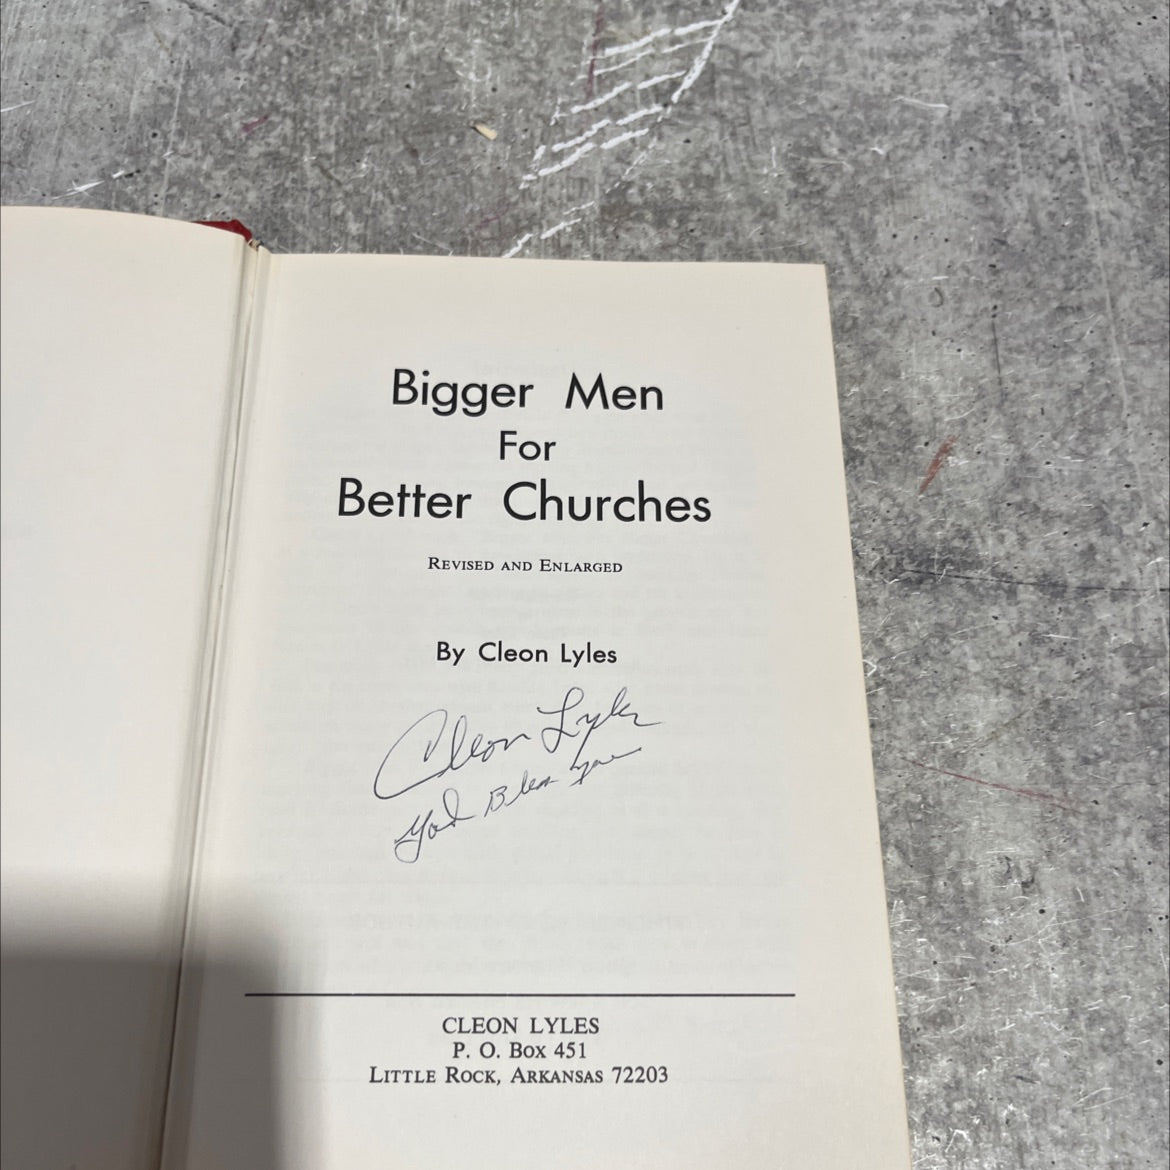 Bigger Men
For
Better Churches
REVISED AND ENLARGED
By Cleon Lyles
Cleon Lyles
God Bless You
CLEON LYLES
P. O. Box 451
LITTLE ROCK, ARKANSAS 72203